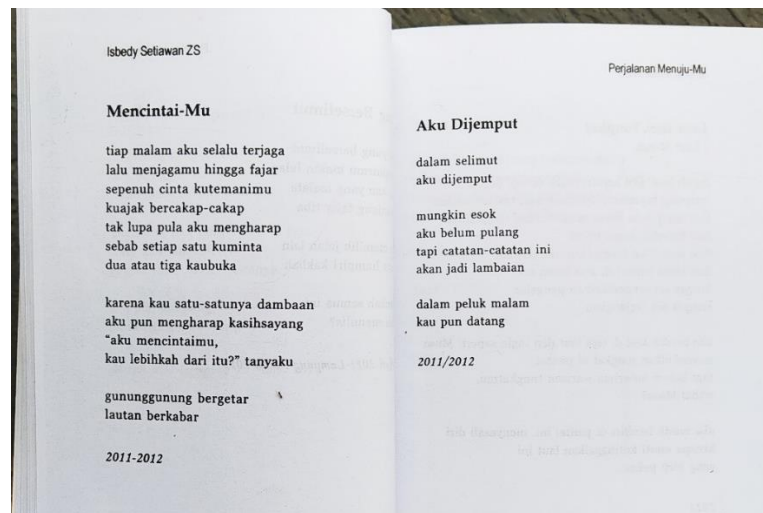 Isbedy Setiawan ZS
Mencintai-Mu
tiap malam aku selalu terjaga
lalu menjagamu hingga fajar
sepenuh cinta kutemanimu
kuajak bercakap-cakap
tak lupa pula aku mengharap
sebab setiap satu kuminta
dua atau tiga kaubuka
karena kau satu-satunya dambaan
aku pun mengharap kasihsayang
“aku mencintaimu,
kau lebihkah dari itu?” tanyaku
gununggunung bergetar
lautan berkabar
2011-2012
Perjalanan Menuju-Mu
Aku Dijemput
dalam selimut
aku dijemput
mungkin esok
aku belum pulang
tapi catatan-catatan ini
akan jadi lambaian
dalam peluk malam
kau pun datang
2011/2012